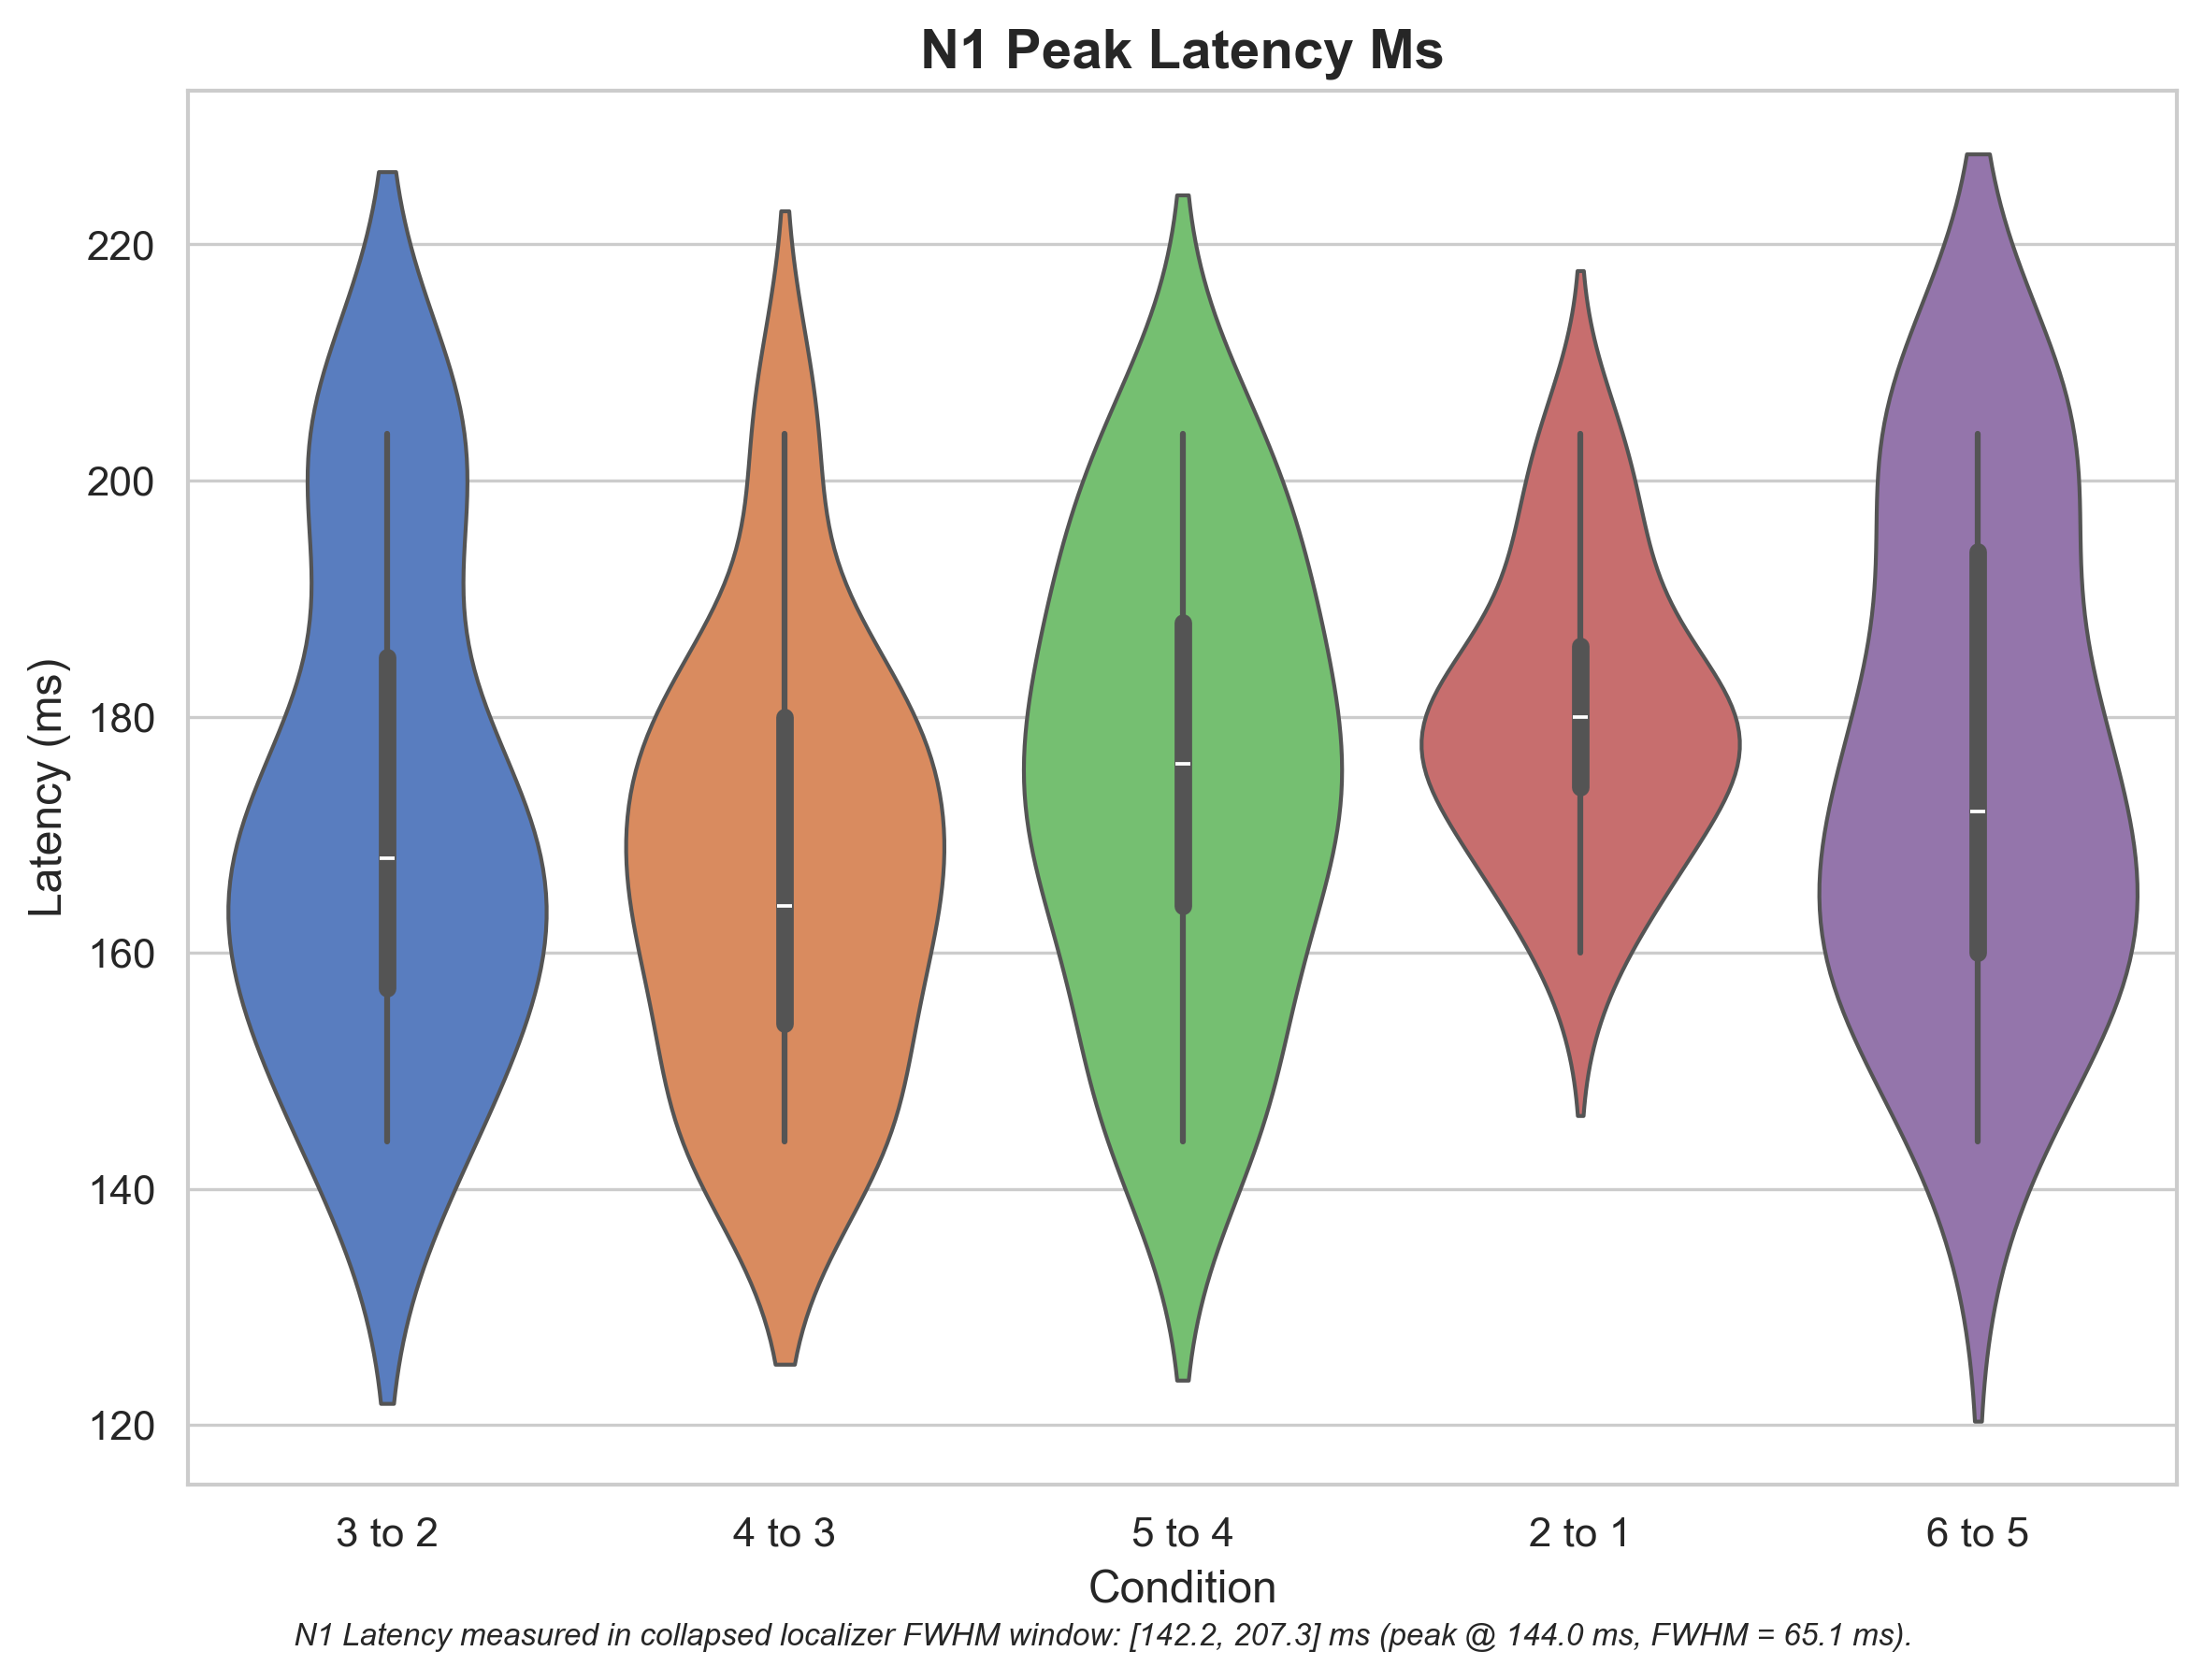 N1 Peak Latency Ms
Latency (ms)
220
200
180
160
140
120
3 to 2
4 to 3
5 to 4
2 to 1
6 to 5
Condition
N1 Latency measured in collapsed localizer FWHM window: [142.2, 207.3] ms (peak @ 144.0 ms, FWHM = 65.1 ms).